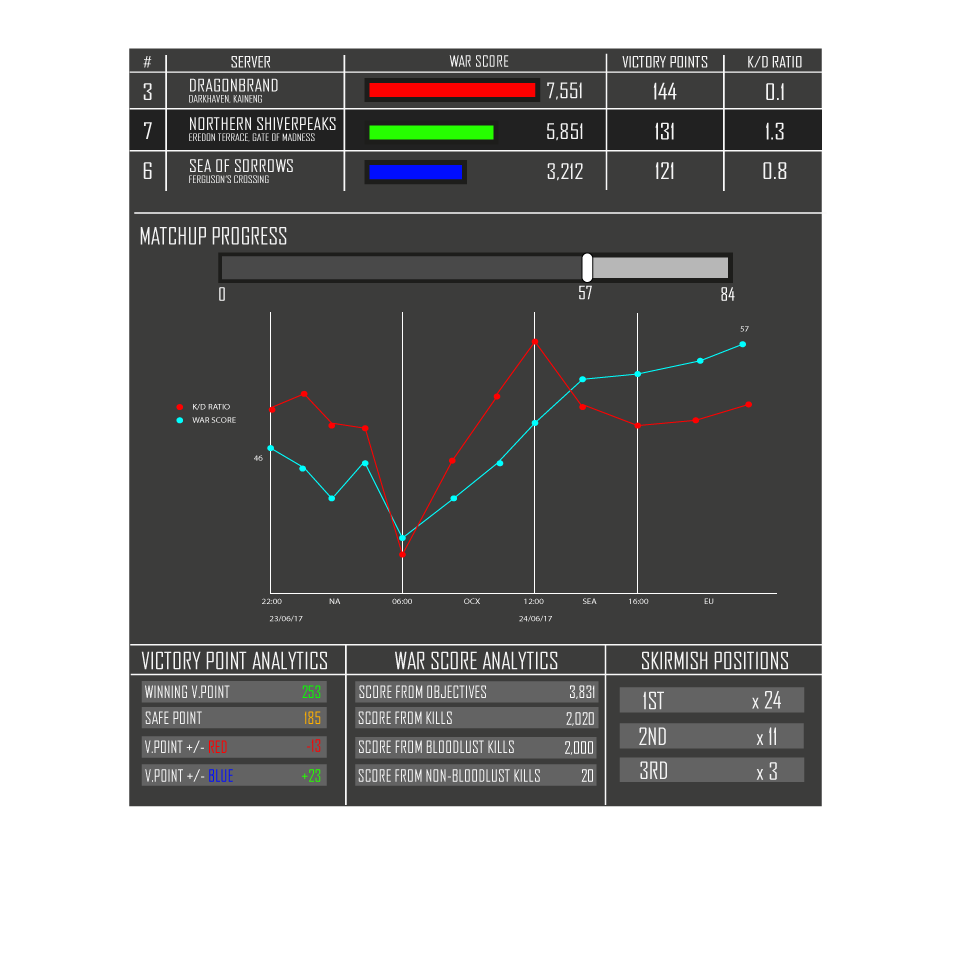 # SERVER WAR SCORE VICTORY POINTS K/D RATIO
3 DRAGONBRAND 7,551 144 0.1
DARKHAVEN, KAINENG
7 NORTHERN SHIVERPEAKS 5,851 131 1.3
EREDON TERRACE, GATE OF MADNESS
6 SEA OF SORROWS 3,212 121 0.8
FERGUSON'S CROSSING
MATCHUP PROGRESS
0 57 84
57
K/D RATIO
WAR SCORE
46
22:00 NA 06:00 OCX 12:00 SEA 16:00 EU
23/06/17 24/06/17
VICTORY POINT ANALYTICS
WINNING V.POINT 253
SAFE POINT 185
V.POINT +/- RED -13
V.POINT +/- BLUE +23
WAR SCORE ANALYTICS
SCORE FROM OBJECTIVES 3,831
SCORE FROM KILLS 2,020
SCORE FROM BLOODLUST KILLS 2,000
SCORE FROM NON-BLOODLUST KILLS 20
SKIRMISH POSITIONS
1ST x 24
2ND x 11
3RD x 3